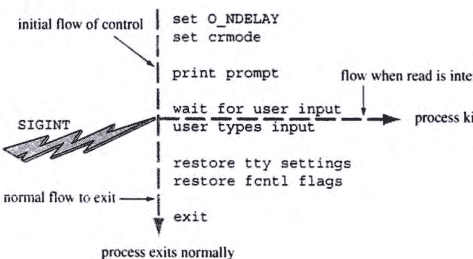 set O_NDELAY
initial flow of control
set crmode
print prompt
flow when read is inte
wait for user input
process ki
SIGINT
user types input
restore tty settings
restore fcntl flags
normal flow to exit
exit
process exits normally